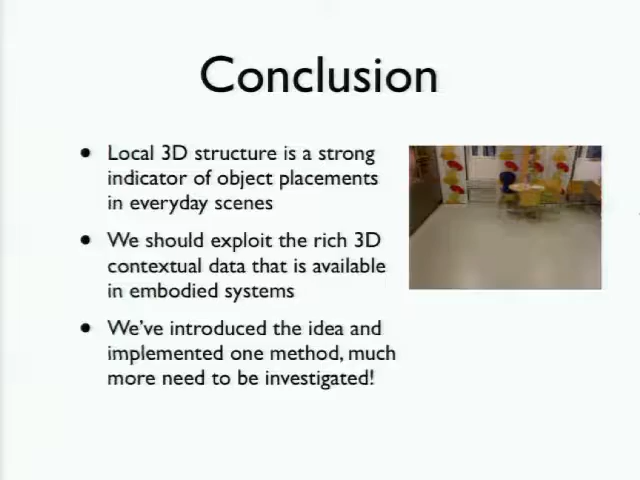 Conclusion
• Local 3D structure is a strong
indicator of object placements
in everyday scenes
• We should exploit the rich 3D
contextual data that is available
in embodied systems
• We've introduced the idea and
implemented one method, much
more need to be investigated!